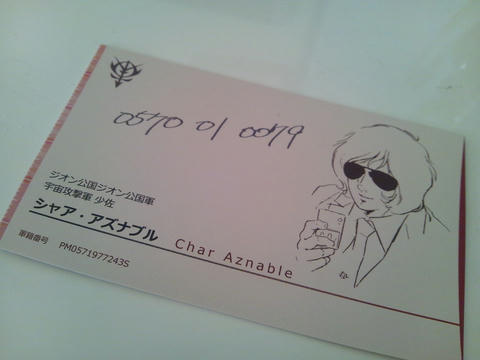 0570 01 0079
ジオン公国ジオン公国軍
宇宙攻撃軍 少佐
シャア・アズナブル Char Aznable
軍籍番号 PM0571977243S